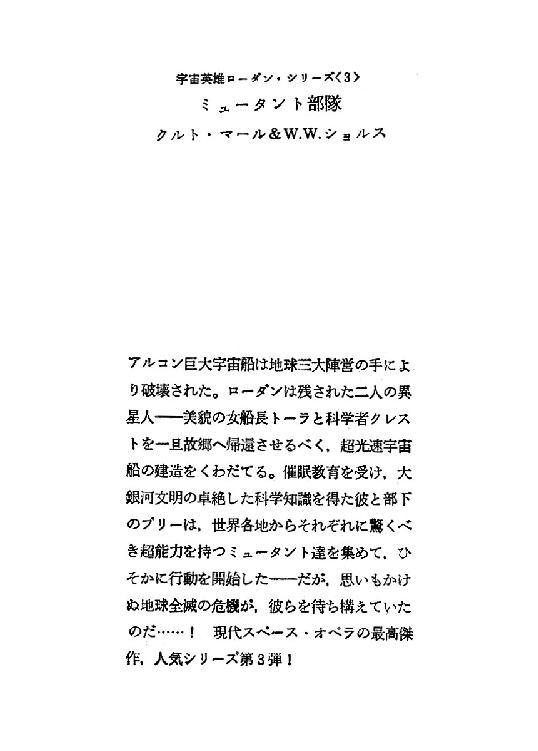 宇宙英雄ローダン・シリーズ〈3〉
ミュータント部隊
クルト・マール&W.W.ショルス
アルコン巨大宇宙船は地球三大陣営の手によ
り破壊された。ローダンは残された二人の異
星人――美貌の女船長トーラと科学者クレス
トを一旦故郷へ帰還させるべく，超光速宇宙
船の建造をくわだてる。催眠教育を受け，大
銀河文明の卓絶した科学知識を得た彼と部下
のブリーは，世界各地からそれぞれに驚くべ
き超能力を持つミュータント達を集めて，ひ
そかに行動を開始した――だが，思いもかけ
ぬ地球全滅の危機が，彼らを待ち構えていた
のだ……！　現代スペース・オペラの最高傑
作，人気シリーズ第3弾！